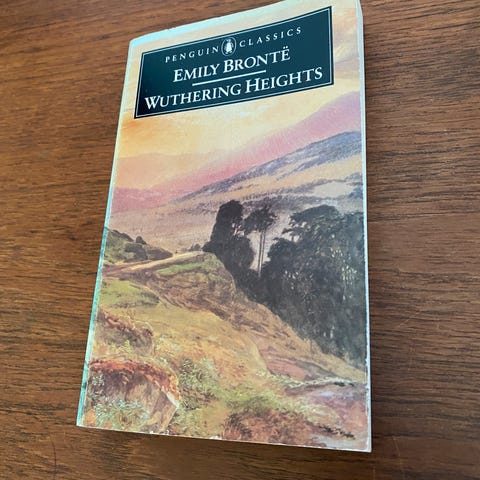 PENGUIN CLASSICS
EMILY BRONTË
WUTHERING HEIGHTS